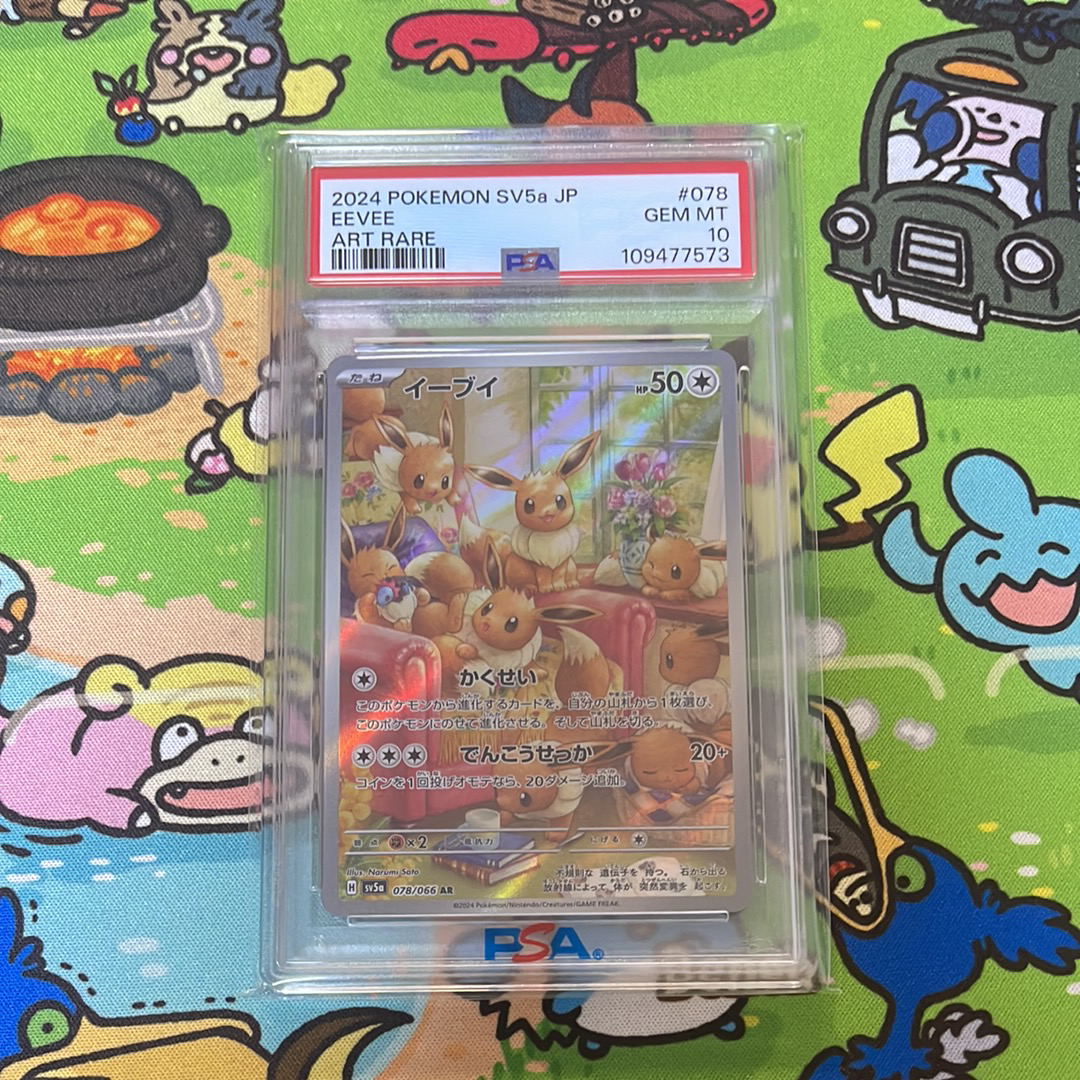 2024 POKEMON SV5a JP #078
EEVEE GEM MT
ART RARE 10
PSA 109477573
たね イーブイ HP50
かくせい
このポケモンから進化するカードを、自分の山札から1枚選び、
このポケモンにのせて進化させる。そして山札を切る。
でんこうせっか 20+
コインを1回投げオモテなら、20ダメージ追加。
弱点 ×2 抵抗力 にげる
Illus. Narumi Sato
不規則な 遺伝子を 持つ。 石から出る
放射線によって 体が 突然変異を 起こす。
H sv5a 078/066 AR
©2024 Pokémon/Nintendo/Creatures/GAME FREAK.
PSA®